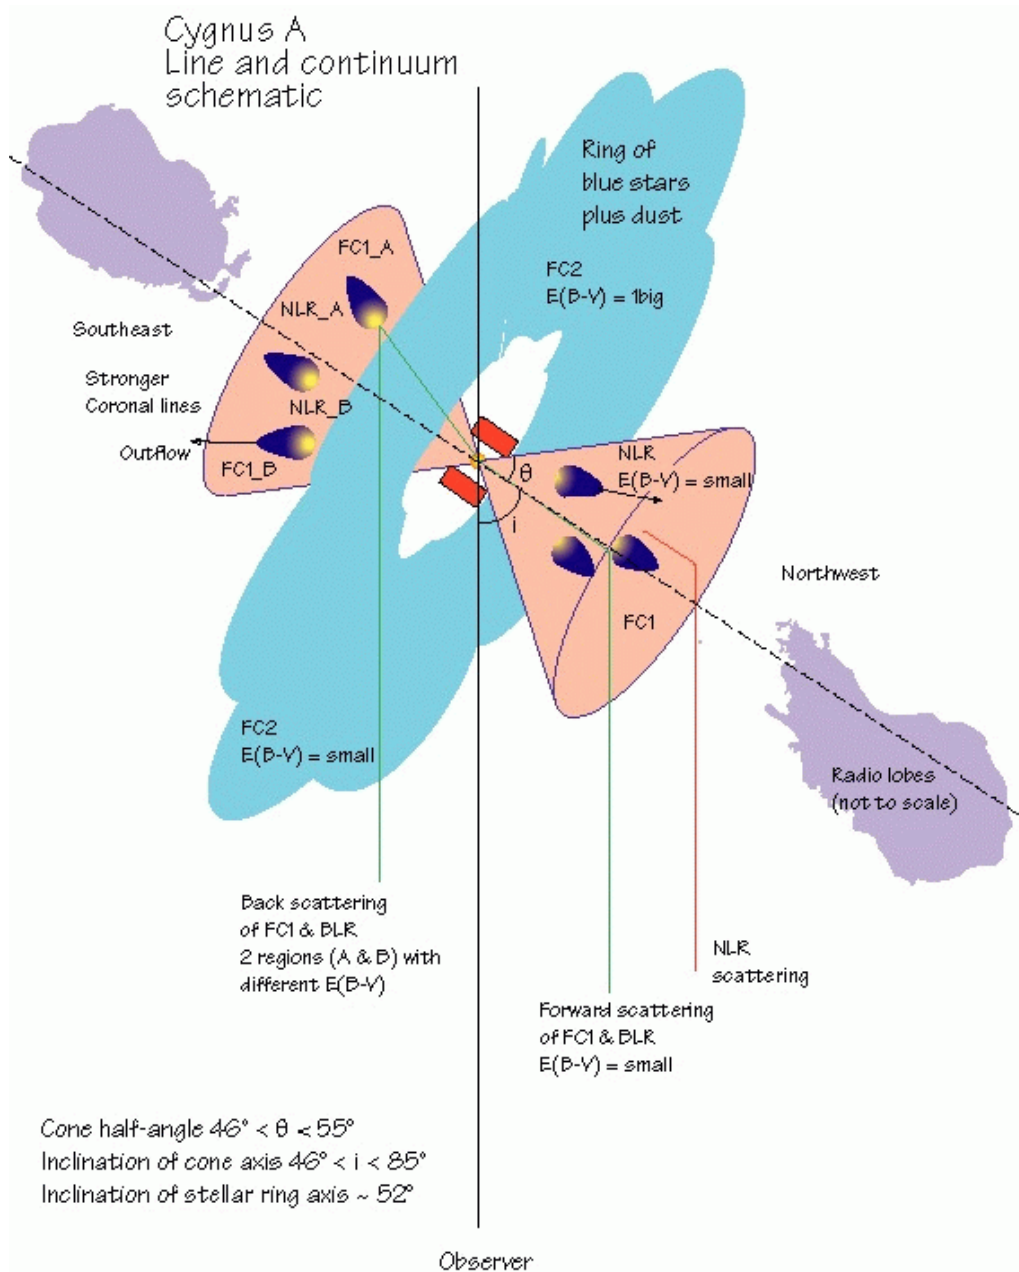 Cygnus A
Line and continuum
schematic
Ring of
blue stars
plus dust
FC1_A
FC2
E(B-V) = 1big
NLR_A
Southeast
Stronger
Coronal lines
NLR_B
Outflow
FC1_B
NLR
E(B-V) = small
θ
i
Northwest
FC1
FC2
E(B-V) = small
Radio lobes
(not to scale)
Back scattering
of FC1 & BLR
2 regions (A & B) with
different E(B-V)
NLR
scattering
Forward scattering
of FC1 & BLR
E(B-V) = small
Cone half-angle 46° < θ < 55°
Inclination of cone axis 46° < i < 85°
Inclination of stellar ring axis ~ 52°
Observer